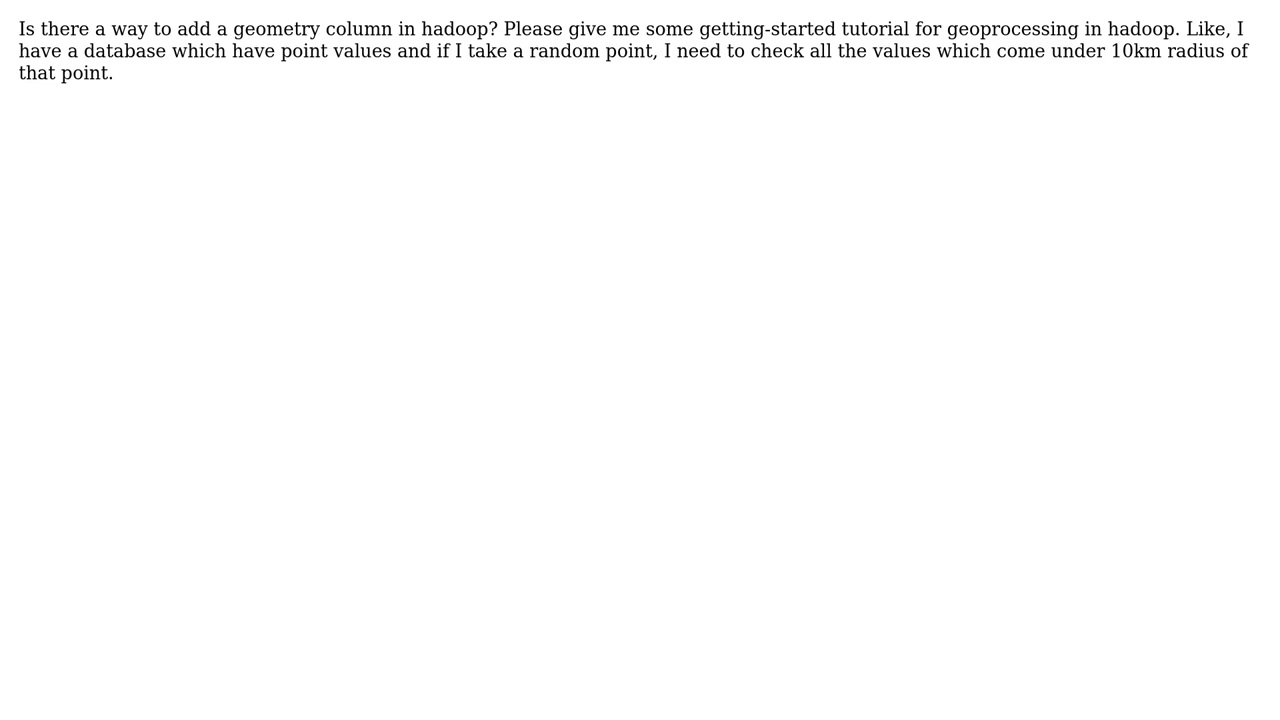 Is there a way to add a geometry column in hadoop? Please give me some getting-started tutorial for geoprocessing in hadoop. Like, I
have a database which have point values and if I take a random point, I need to check all the values which come under 10km radius of
that point.